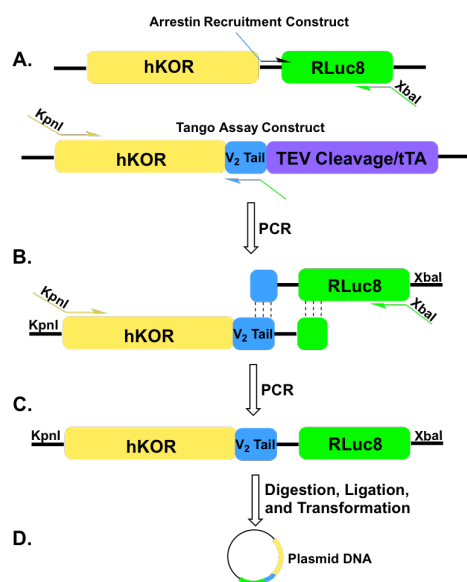 Arrestin Recruitment Construct
A.
hKOR
RLuc8
XbaI
KpnI
Tango Assay Construct
hKOR
V₂ Tail
TEV Cleavage/tTA
PCR
B.
KpnI
RLuc8
XbaI
XbaI
KpnI
hKOR
V₂ Tail
PCR
C.
KpnI
hKOR
V₂ Tail
RLuc8
XbaI
Digestion, Ligation,
and Transformation
D.
Plasmid DNA